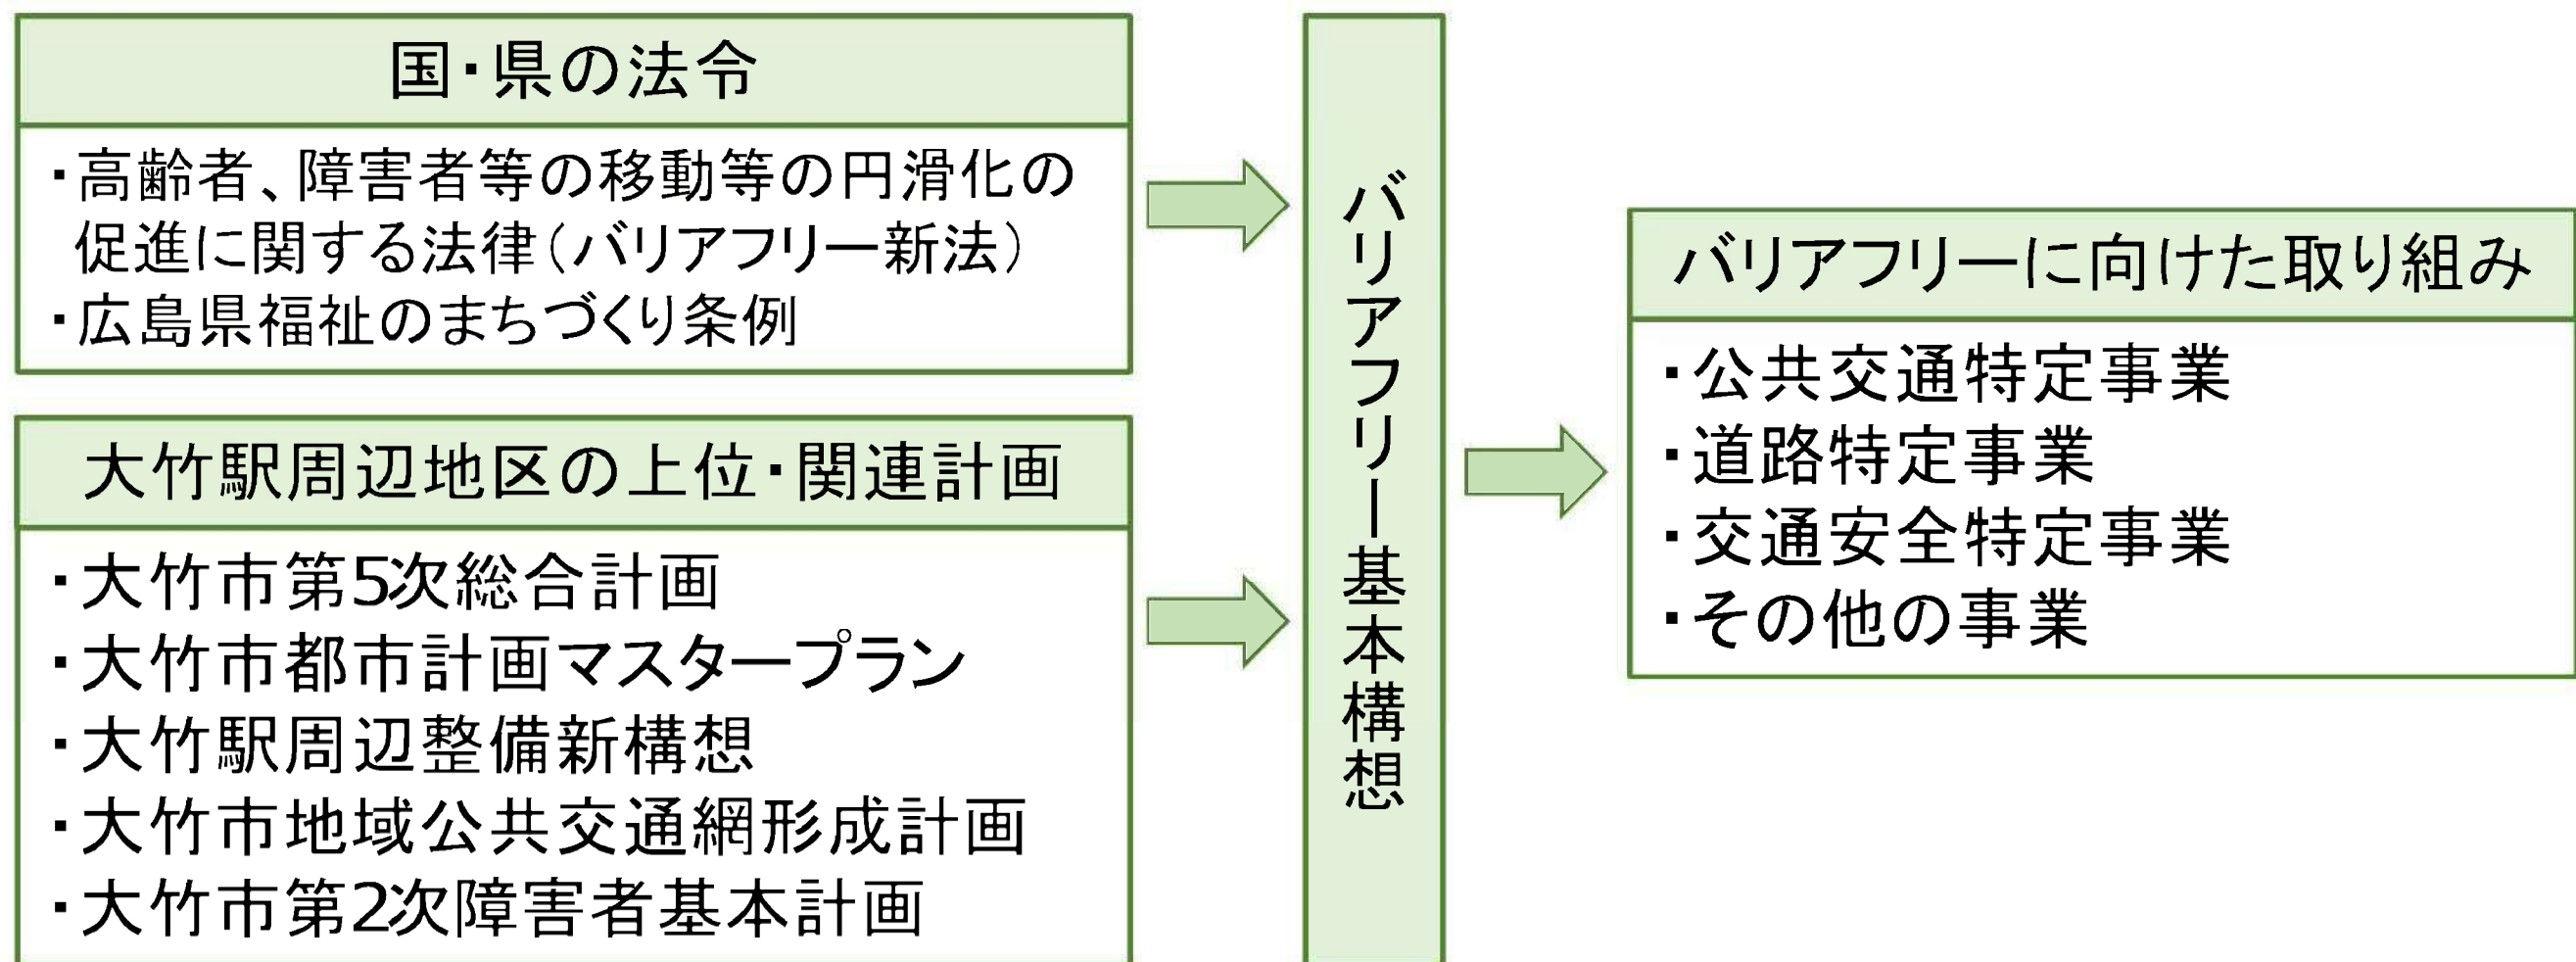 国・県の法令
・高齢者、障害者等の移動等の円滑化の
促進に関する法律（バリアフリー新法）
・広島県福祉のまちづくり条例
大竹駅周辺地区の上位・関連計画
・大竹市第5次総合計画
・大竹市都市計画マスタープラン
・大竹駅周辺整備新構想
・大竹市地域公共交通網形成計画
・大竹市第2次障害者基本計画
バリアフリー基本構想
バリアフリーに向けた取り組み
・公共交通特定事業
・道路特定事業
・交通安全特定事業
・その他の事業